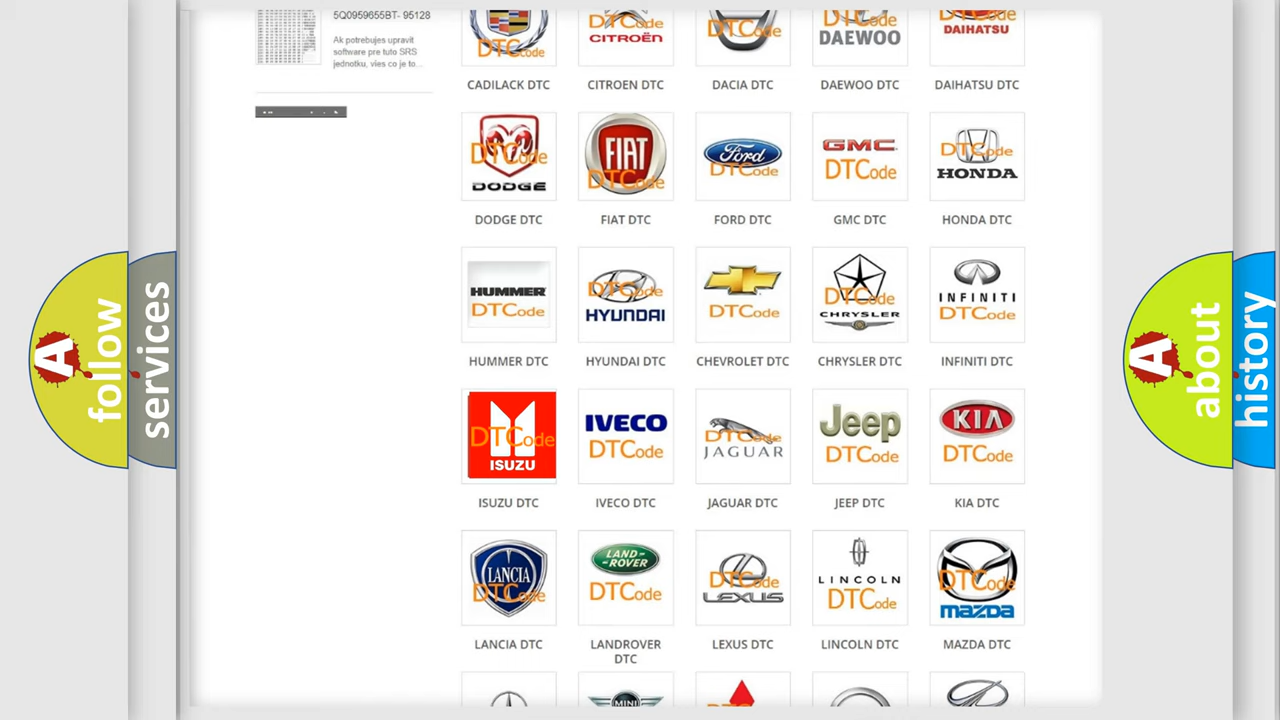 5Q0959655BT- 95128
Ak potrebujes upravit
software pre tuto SRS
jednotku, vies co je to...
DTCode
DTCode
CITROËN
DTCode
DAEWOO
DTCode
DAIHATSU
CADILACK DTC
CITROEN DTC
DACIA DTC
DAEWOO DTC
DAIHATSU DTC
DTCode
DODGE
FIAT
DTCode
Ford
DTCode
GMC
DTCode
DTCode
HONDA
DODGE DTC
FIAT DTC
FORD DTC
GMC DTC
HONDA DTC
HUMMER
DTCode
DTCode
HYUNDAI
DTCode
DTCode
CHRYSLER
INFINITI
DTCode
HUMMER DTC
HYUNDAI DTC
CHEVROLET DTC
CHRYSLER DTC
INFINITI DTC
DTCode
ISUZU
IVECO
DTCode
DTCode
JAGUAR
Jeep
DTCode
KIA
DTCode
ISUZU DTC
IVECO DTC
JAGUAR DTC
JEEP DTC
KIA DTC
LANCIA
DTCode
LAND-
ROVER
DTCode
DTCode
LEXUS
LINCOLN
DTCode
DTCode
mazda
LANCIA DTC
LANDROVER
DTC
LEXUS DTC
LINCOLN DTC
MAZDA DTC
MINI
A
follow
services
A
about
history